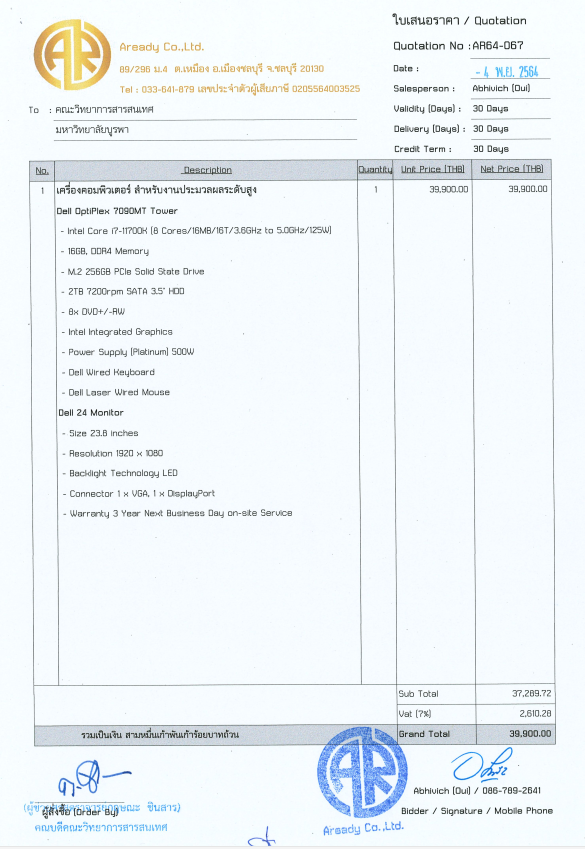 ใบเสนอราคา / Quotation
AR
Aready Co.,Ltd.
89/296 ม.4 ต.เหมือง อ.เมืองชลบุรี จ.ชลบุรี 20130
Tel : 033-641-879 เลขประจำตัวผู้เสียภาษี 0205564003525
Quotation No : AR64-067
Date : - 4 พ.ย. 2564
Salesperson : Abhivich (Oui)
Validity (Days) : 30 Days
Delivery (Days) : 30 Days
Credit Term : 30 Days
To : คณะวิทยาการสารสนเทศ
มหาวิทยาลัยบูรพา
No. Description Quantity Unit Price (THB) Net Price (THB)
1 เครื่องคอมพิวเตอร์ สำหรับงานประมวลผลระดับสูง 1 39,900.00 39,900.00
Dell OptiPlex 7090MT Tower
- Intel Core i7-11700K (8 Cores/16MB/16T/3.6GHz to 5.0GHz/125W)
- 16GB, DDR4 Memory
- M.2 256GB PCIe Solid State Drive
- 2TB 7200rpm SATA 3.5" HDD
- 8x DVD+/-RW
- Intel Integrated Graphics
- Power Supply (Platinum) 500W
- Dell Wired Keyboard
- Dell Laser Wired Mouse
Dell 24 Monitor
- Size 23.8 inches
- Resolution 1920 x 1080
- Backlight Technology LED
- Connector 1 x VGA, 1 x DisplayPort
- Warranty 3 Year Next Business Day on-site Service
Sub Total 37,289.72
Vat (7%) 2,610.28
รวมเป็นเงิน สามหมื่นเก้าพันเก้าร้อยบาทถ้วน Grand Total 39,900.00
AR
Aready Co.,Ltd.
Abhivich (Oui) / 086-789-2641
Bidder / Signature / Mobile Phone
ผู้สั่งซื้อ (Order By)
คณบดีคณะวิทยาการสารสนเทศ